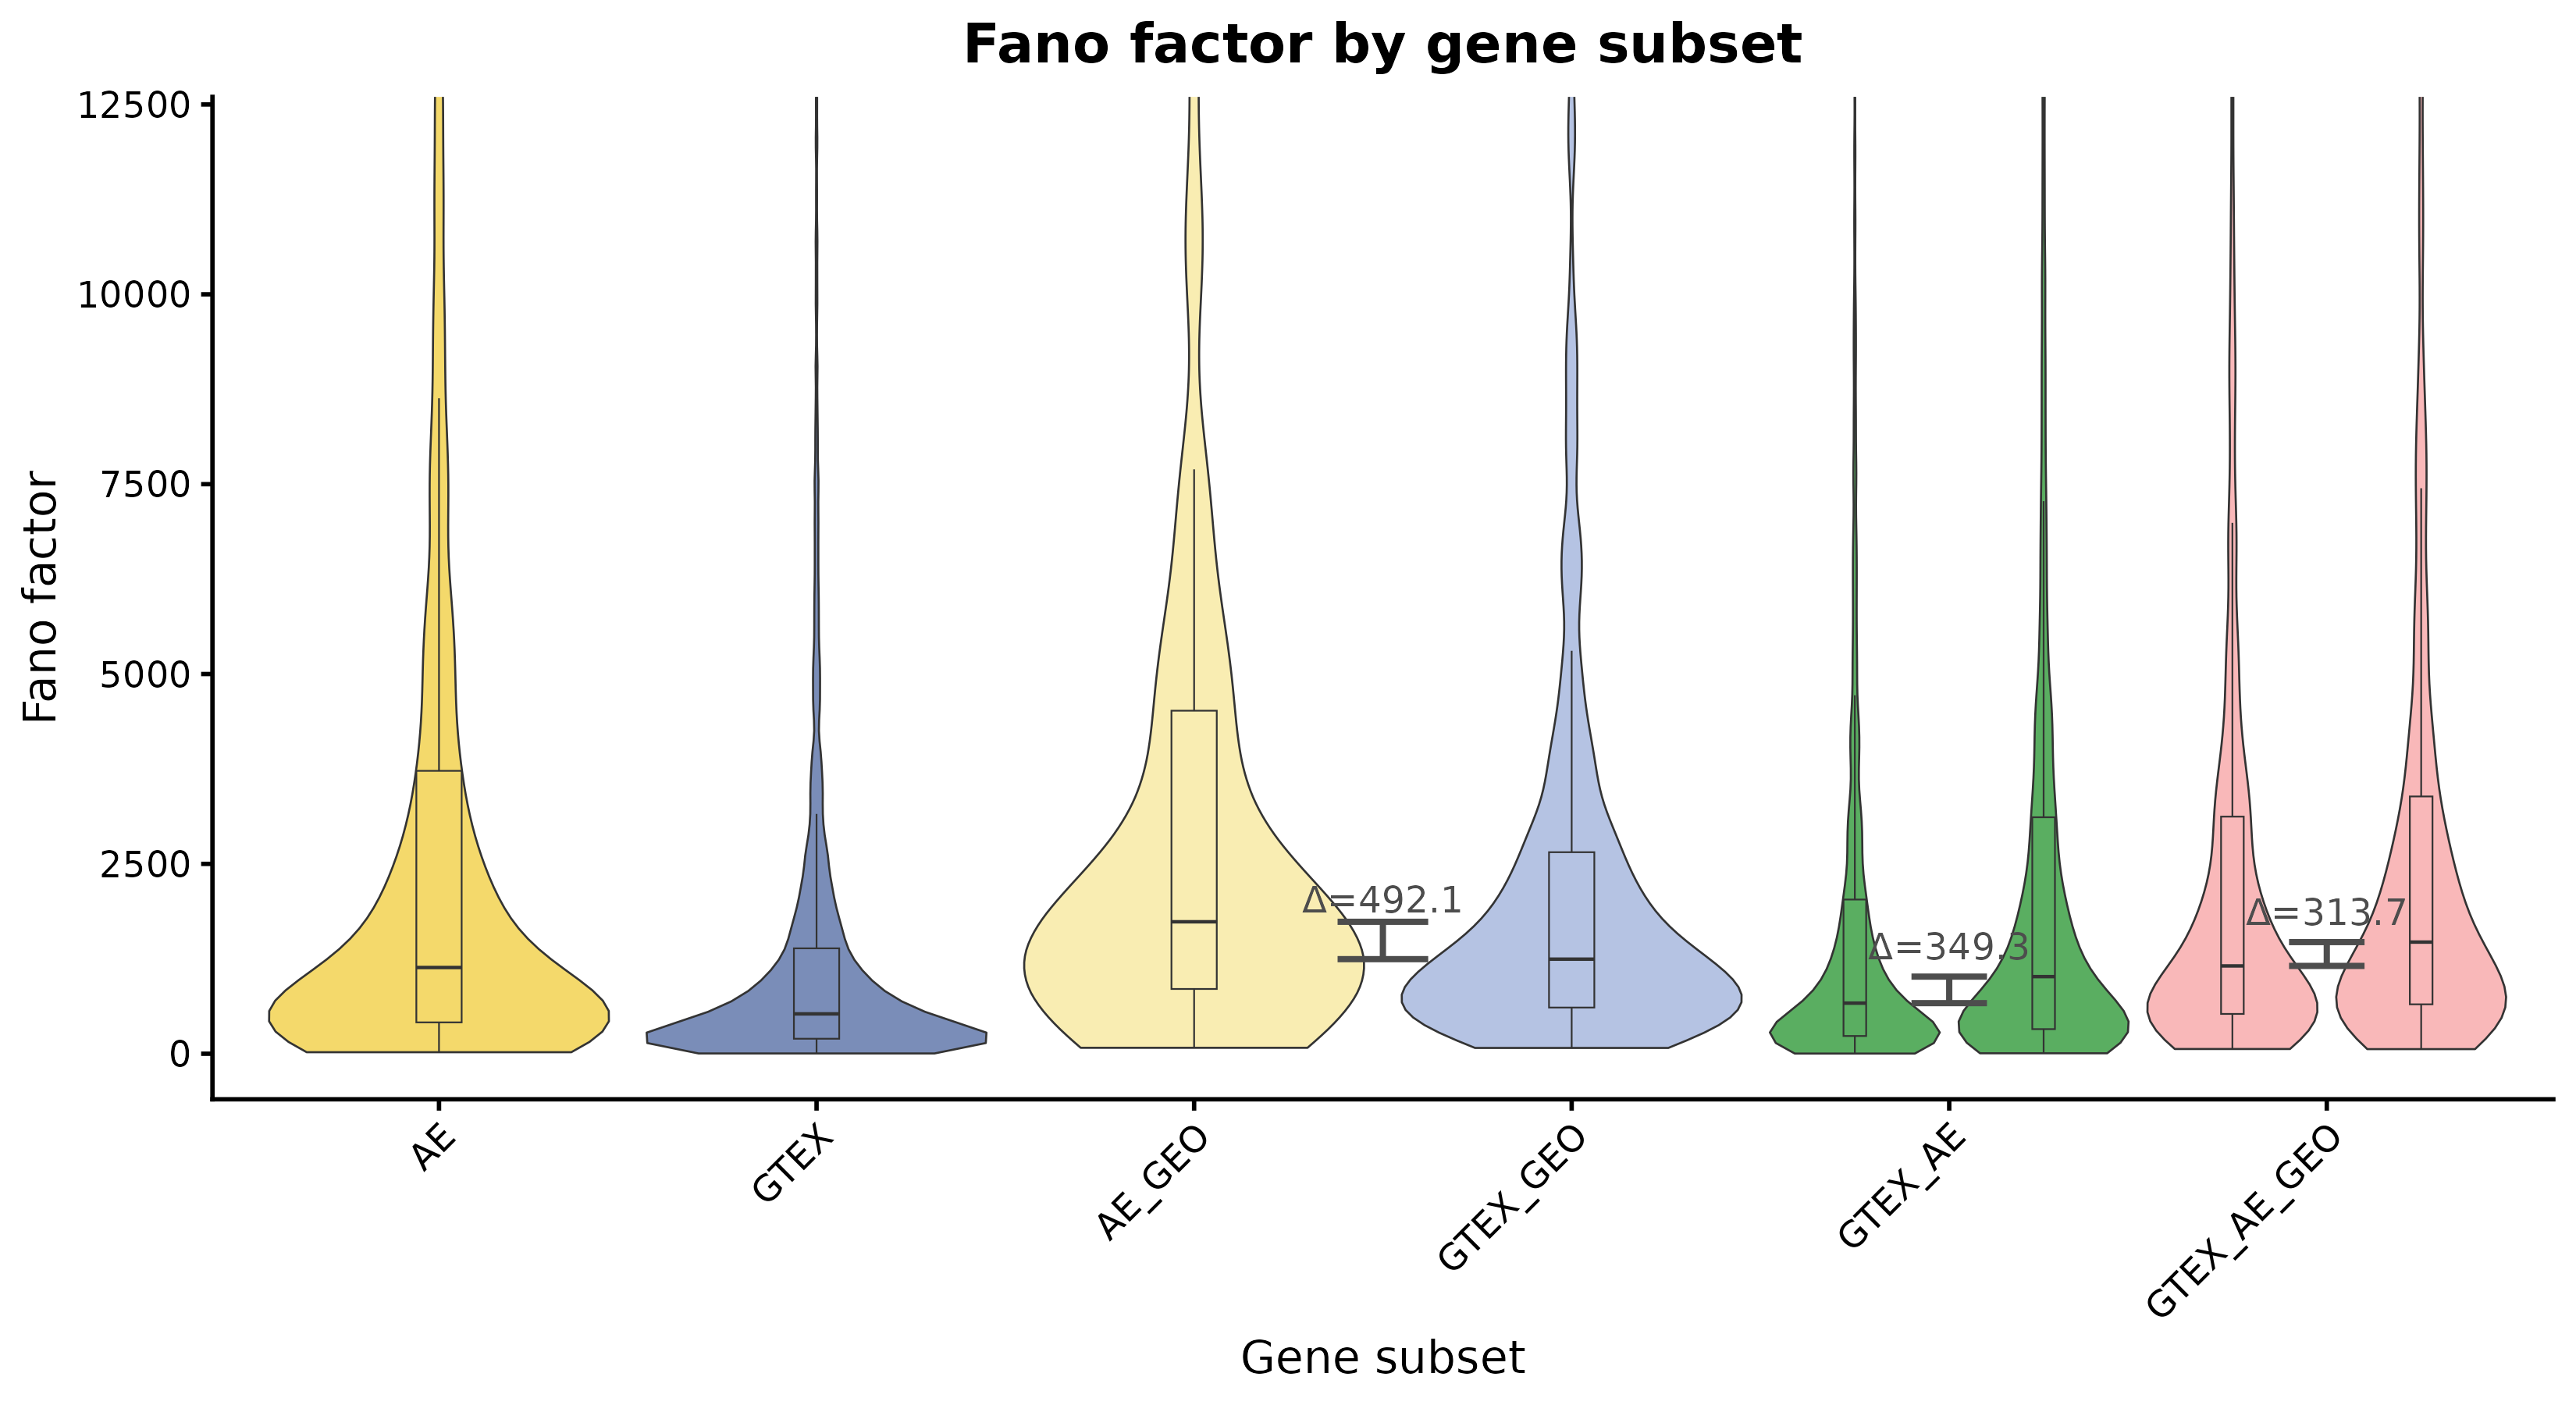 Fano factor by gene subset
Fano factor
12500
10000
7500
5000
2500
0
Δ=492.1
Δ=349.3
Δ=313.7
AE
GTEX
AE_GEO
GTEX_GEO
GTEX_AE
GTEX_AE_GEO
Gene subset